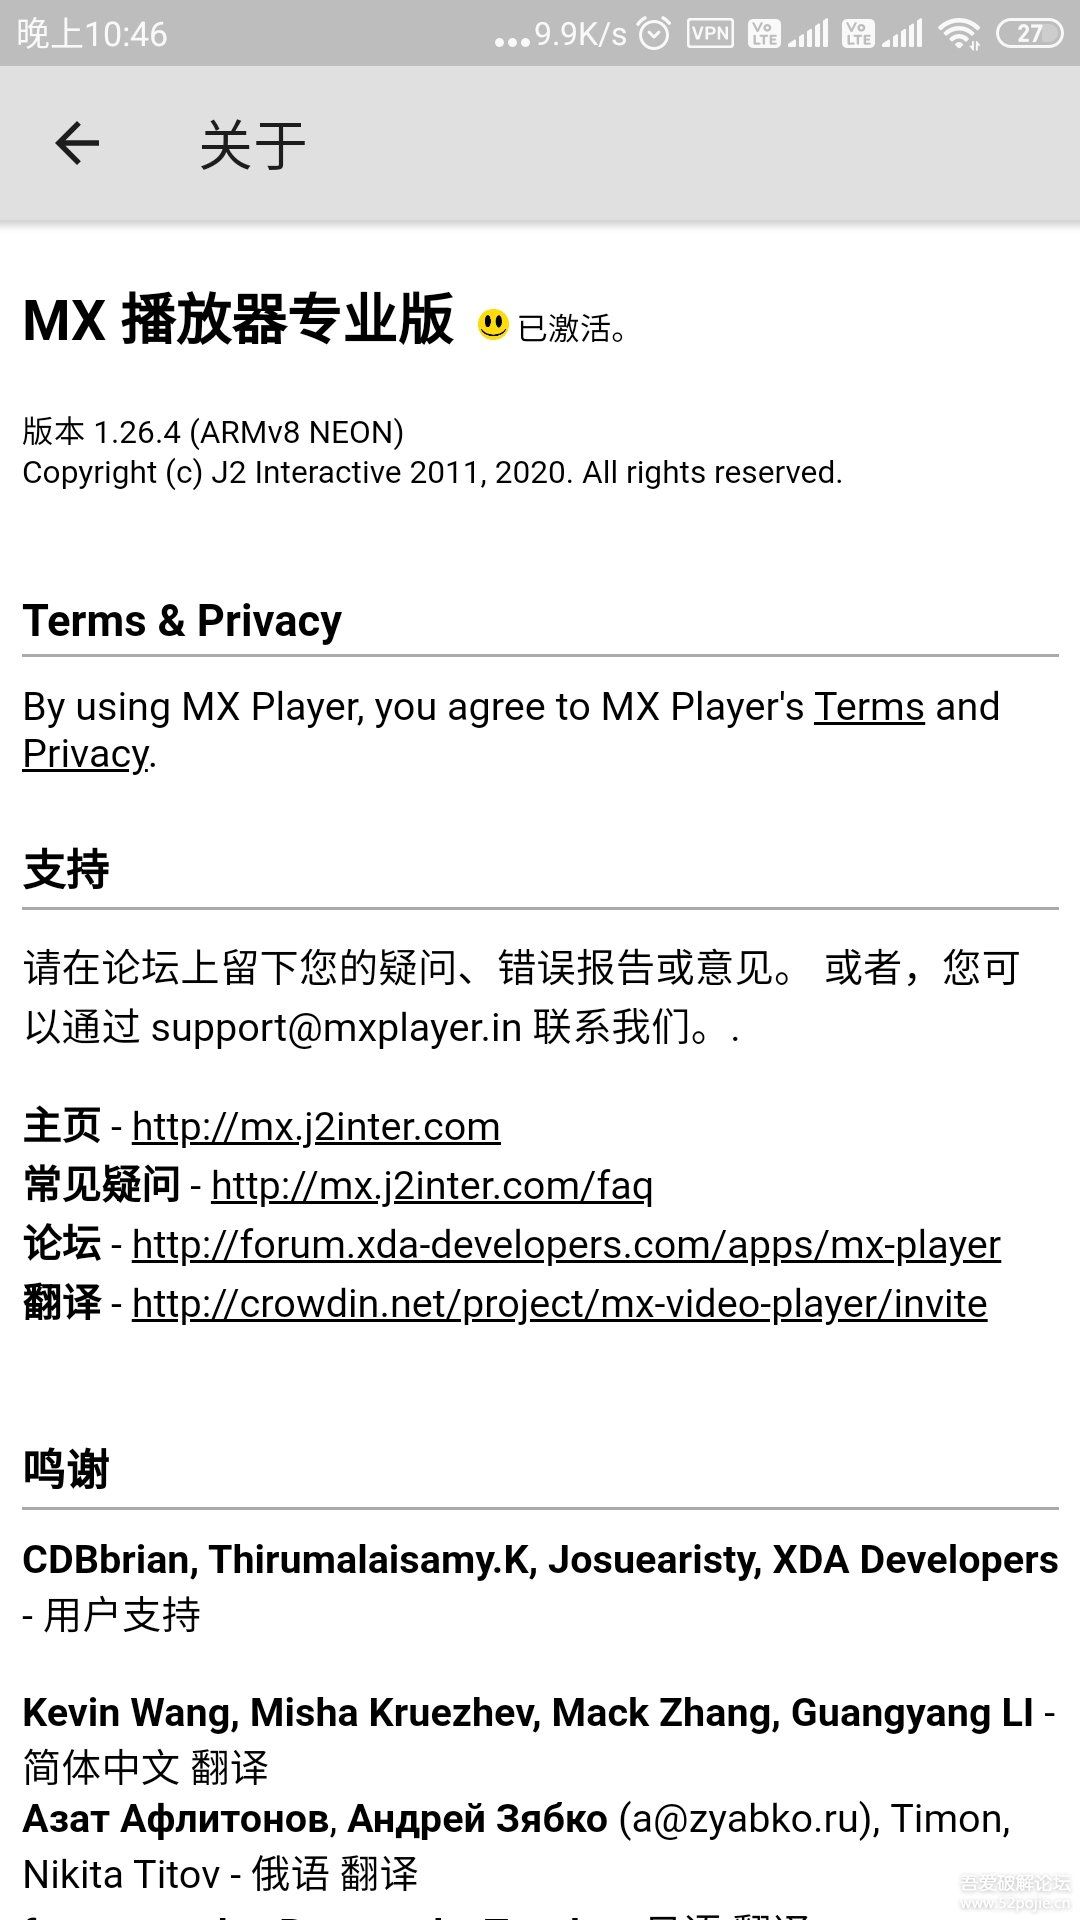 晚上10:46
...9.9K/s VPN Vo LTE Vo LTE 27
关于
MX 播放器专业版 已激活。
版本 1.26.4 (ARMv8 NEON)
Copyright (c) J2 Interactive 2011, 2020. All rights reserved.
Terms & Privacy
By using MX Player, you agree to MX Player's Terms and
Privacy.
支持
请在论坛上留下您的疑问、错误报告或意见。 或者，您可
以通过 support@mxplayer.in 联系我们。.
主页 - http://mx.j2inter.com
常见疑问 - http://mx.j2inter.com/faq
论坛 - http://forum.xda-developers.com/apps/mx-player
翻译 - http://crowdin.net/project/mx-video-player/invite
鸣谢
CDBbrian, Thirumalaisamy.K, Josuearisty, XDA Developers
- 用户支持
Kevin Wang, Misha Kruezhev, Mack Zhang, Guangyang LI -
简体中文 翻译
Азат Афлитонов, Андрей Зябко (a@zyabko.ru), Timon,
Nikita Titov - 俄语 翻译
吾爱破解论坛
www.52pojie.cn